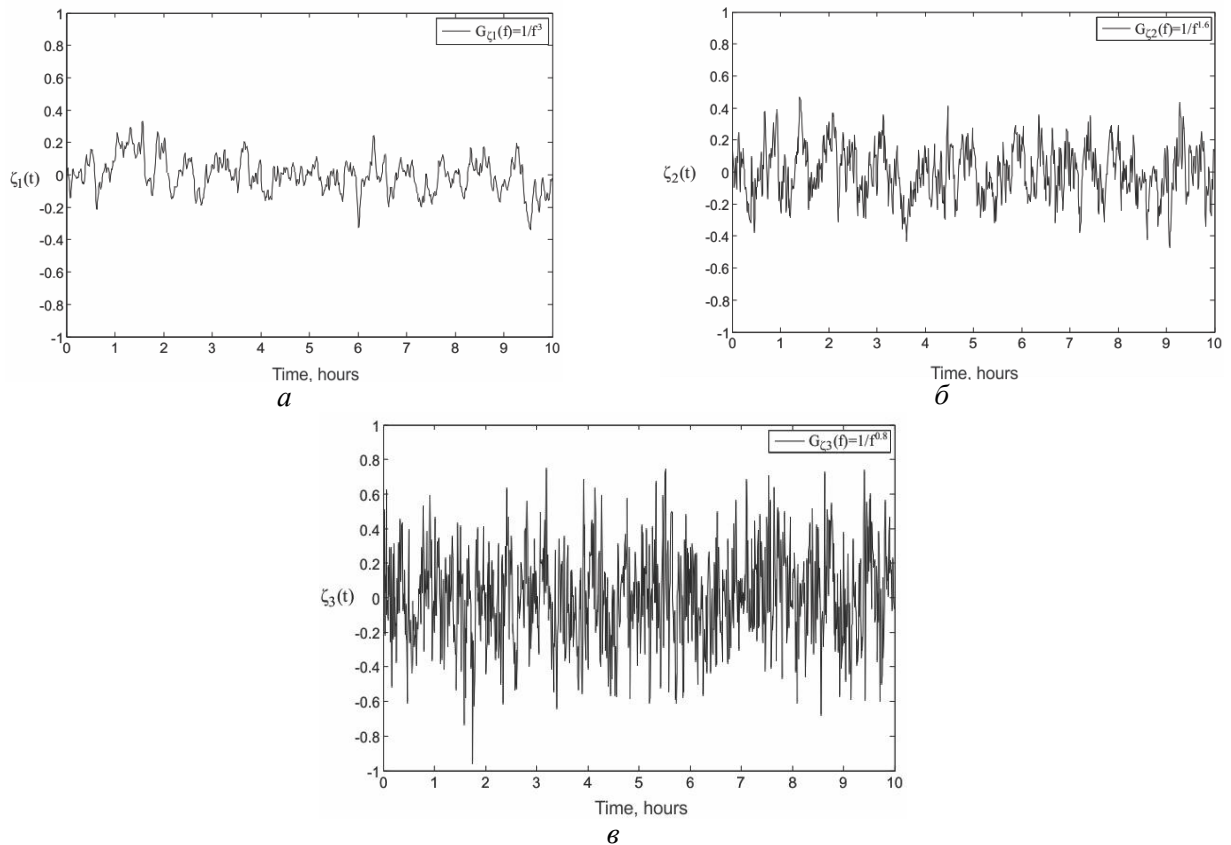 G_ζ1(f)=1/f^3
1
0.8
0.6
0.4
0.2
ζ_1(t) 0
-0.2
-0.4
-0.6
-0.8
-1
0 1 2 3 4 5 6 7 8 9 10
Time, hours
а
G_ζ2(f)=1/f^1.6
1
0.8
0.6
0.4
0.2
ζ_2(t) 0
-0.2
-0.4
-0.6
-0.8
-1
0 1 2 3 4 5 6 7 8 9 10
Time, hours
б
G_ζ3(f)=1/f^0.8
1
0.8
0.6
0.4
0.2
ζ_3(t) 0
-0.2
-0.4
-0.6
-0.8
-1
0 1 2 3 4 5 6 7 8 9 10
Time, hours
в